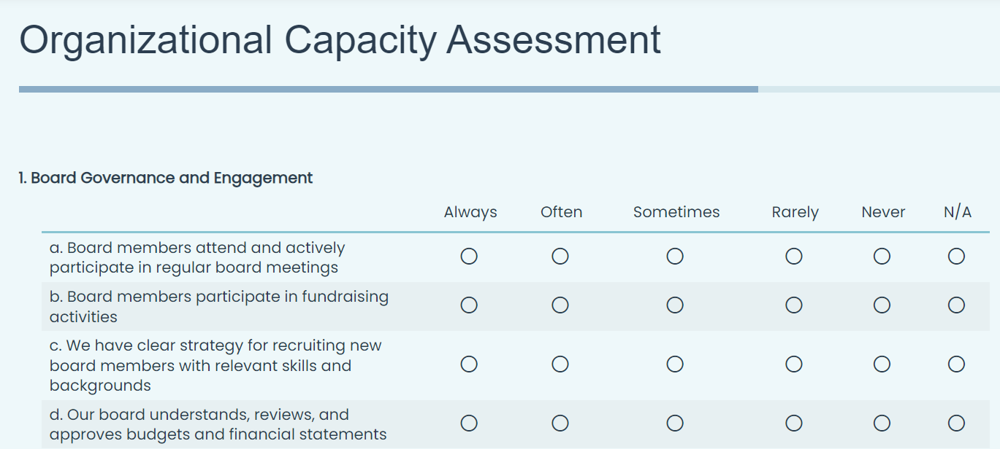 Organizational Capacity Assessment
1. Board Governance and Engagement
Always Often Sometimes Rarely Never N/A
a. Board members attend and actively
participate in regular board meetings
b. Board members participate in fundraising
activities
c. We have clear strategy for recruiting new
board members with relevant skills and
backgrounds
d. Our board understands, reviews, and
approves budgets and financial statements